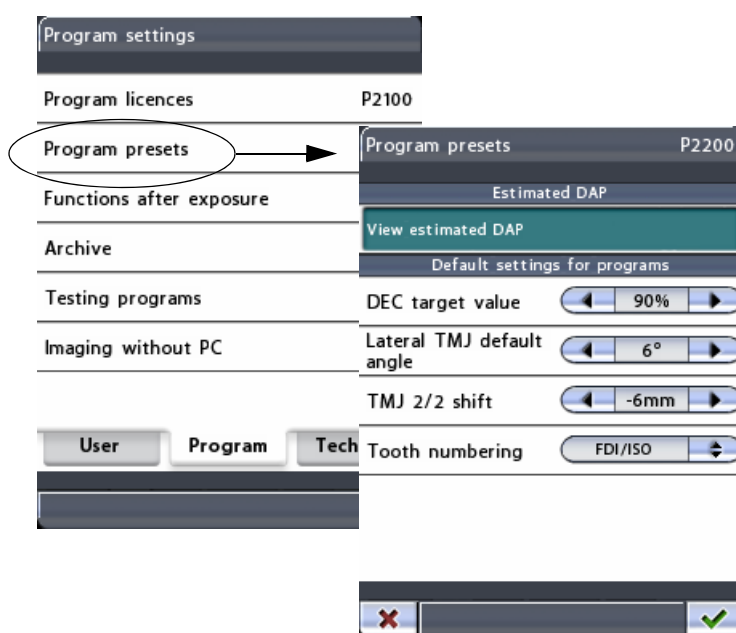 Program settings
Program licences P2100
Program presets
Functions after exposure
Archive
Testing programs
Imaging without PC
User Program Tech
Program presets P2200
Estimated DAP
View estimated DAP
Default settings for programs
DEC target value 90%
Lateral TMJ default
angle 6°
TMJ 2/2 shift -6mm
Tooth numbering FDI/ISO